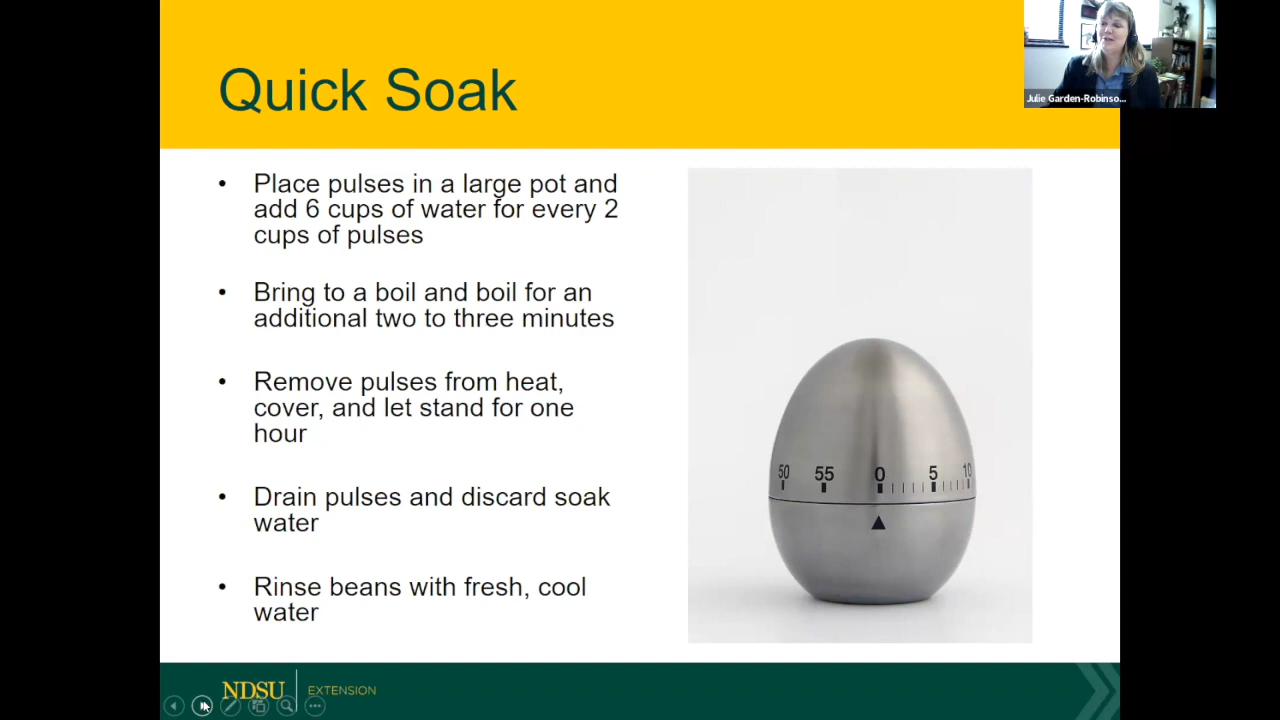 Quick Soak
Julie Garden-Robinso...
• Place pulses in a large pot and
add 6 cups of water for every 2
cups of pulses
• Bring to a boil and boil for an
additional two to three minutes
• Remove pulses from heat,
cover, and let stand for one
hour
• Drain pulses and discard soak
water
• Rinse beans with fresh, cool
water
50 55 0 5 10
NDSU EXTENSION